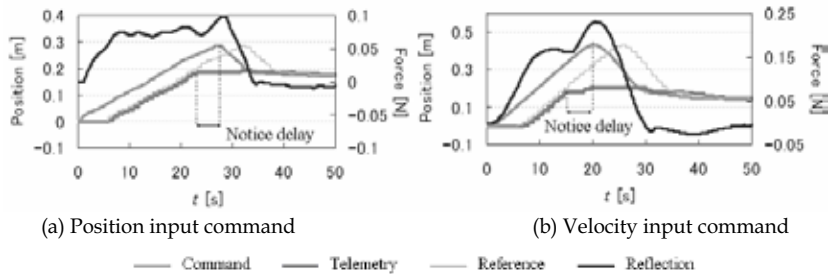 0.4
0.3
0.2
0.1
0
−0.1
Position [m]
0.1
0.05
0
0.05
0.1
Force [N]
Notice delay
0 10 20 30 40 50
t [s]
0.5
0.3
0.1
−0.1
Position [m]
0.25
0.15
0.05
−0.05
Force [N]
Notice delay
0 10 20 30 40 50
t [s]
(a) Position input command
(b) Velocity input command
Command Telemetry Reference Reflection